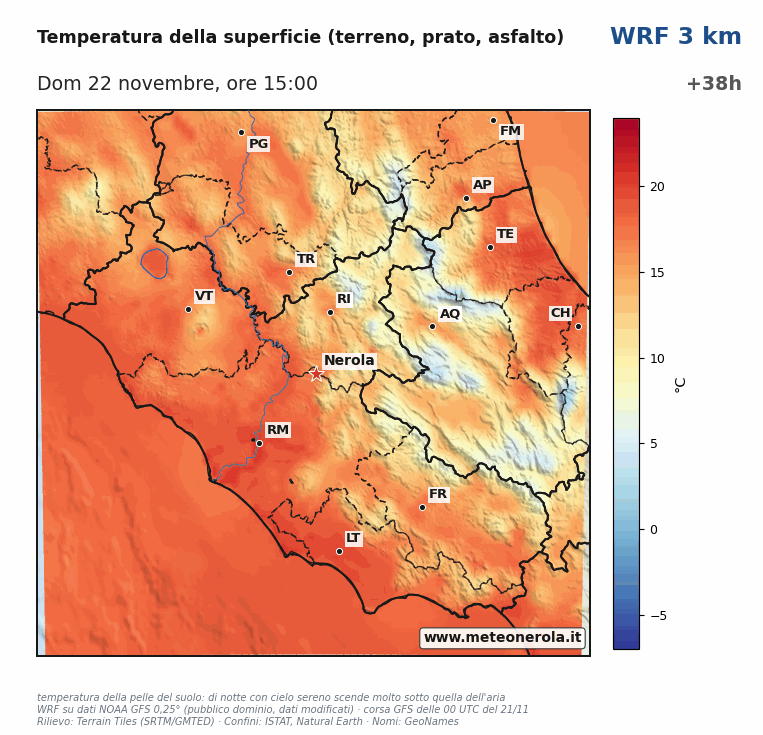 Temperatura della superficie (terreno, prato, asfalto)
WRF 3 km
Dom 22 novembre, ore 15:00
+38h
FM
PG
AP
TE
TR
VT
RI
AQ
CH
Nerola
RM
FR
LT
www.meteonerola.it
20
15
10
5
0
−5
°C
temperatura della pelle del suolo: di notte con cielo sereno scende molto sotto quella dell'aria
WRF su dati NOAA GFS 0,25° (pubblico dominio, dati modificati) · corsa GFS delle 00 UTC del 21/11
Rilievo: Terrain Tiles (SRTM/GMTED) · Confini: ISTAT, Natural Earth · Nomi: GeoNames